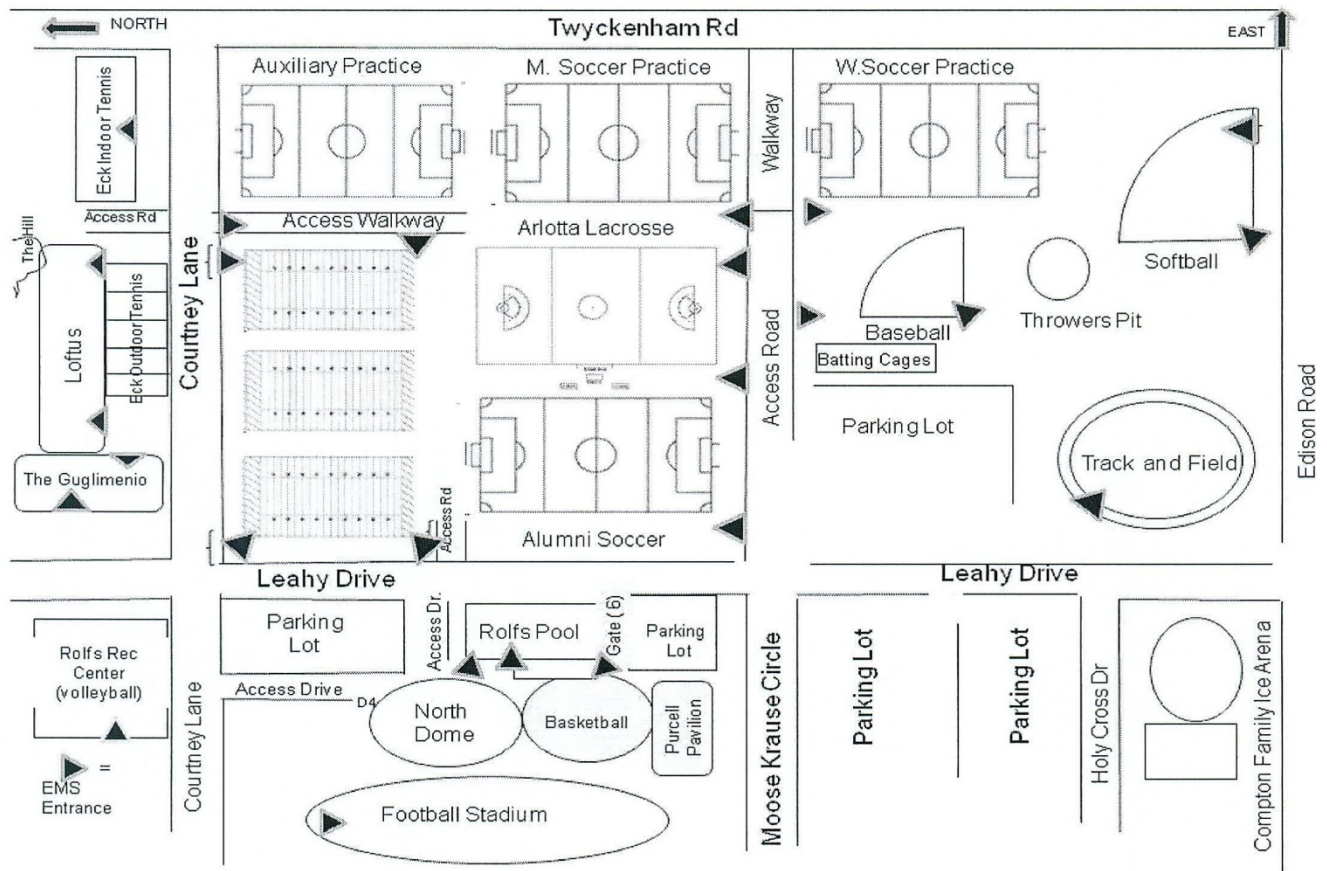 NORTH
Twyckenham Rd
EAST
Auxiliary Practice
M. Soccer Practice
W.Soccer Practice
Eck Indoor Tennis
Walkway
Access Rd
Access Walkway
Arlotta Lacrosse
The Hill
Courtney Lane
Softball
Loftus
Eck Outdoor Tennis
Access Road
Throwers Pit
Baseball
Batting Cages
Parking Lot
Edison Road
The Guglimenio
Track and Field
Access Rd
Alumni Soccer
Leahy Drive
Leahy Drive
Rolfs Rec
Center
(volleyball)
Parking
Lot
Access Dr.
Rolfs Pool
Gate (6)
Parking
Lot
Access Drive
D4
North
Dome
Basketball
Purcell
Pavilion
Moose Krause Circle
Parking Lot
Parking Lot
Holy Cross Dr
Compton Family Ice Arena
=
EMS
Entrance
Courtney Lane
Football Stadium